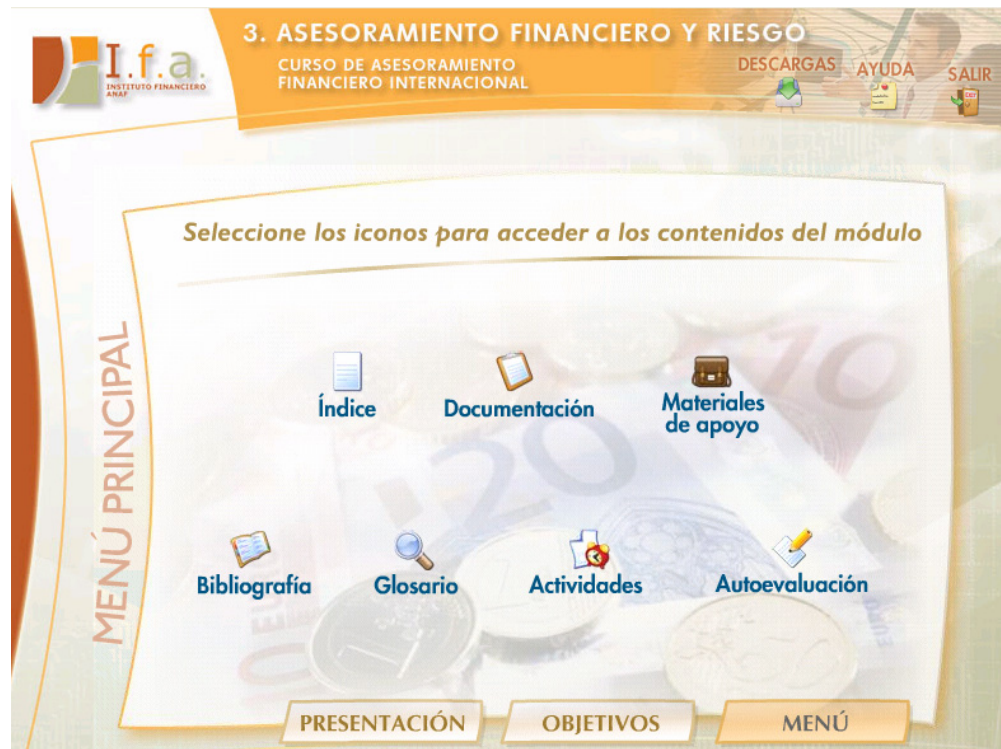 I.f.a.
INSTITUTO FINANCIERO
ANAF
3. ASESORAMIENTO FINANCIERO Y RIESGO
CURSO DE ASESORAMIENTO
FINANCIERO INTERNACIONAL
DESCARGAS
AYUDA
SALIR
MENÚ PRINCIPAL
Seleccione los iconos para acceder a los contenidos del módulo
Índice
Documentación
Materiales
de apoyo
Bibliografía
Glosario
Actividades
Autoevaluación
PRESENTACIÓN
OBJETIVOS
MENÚ